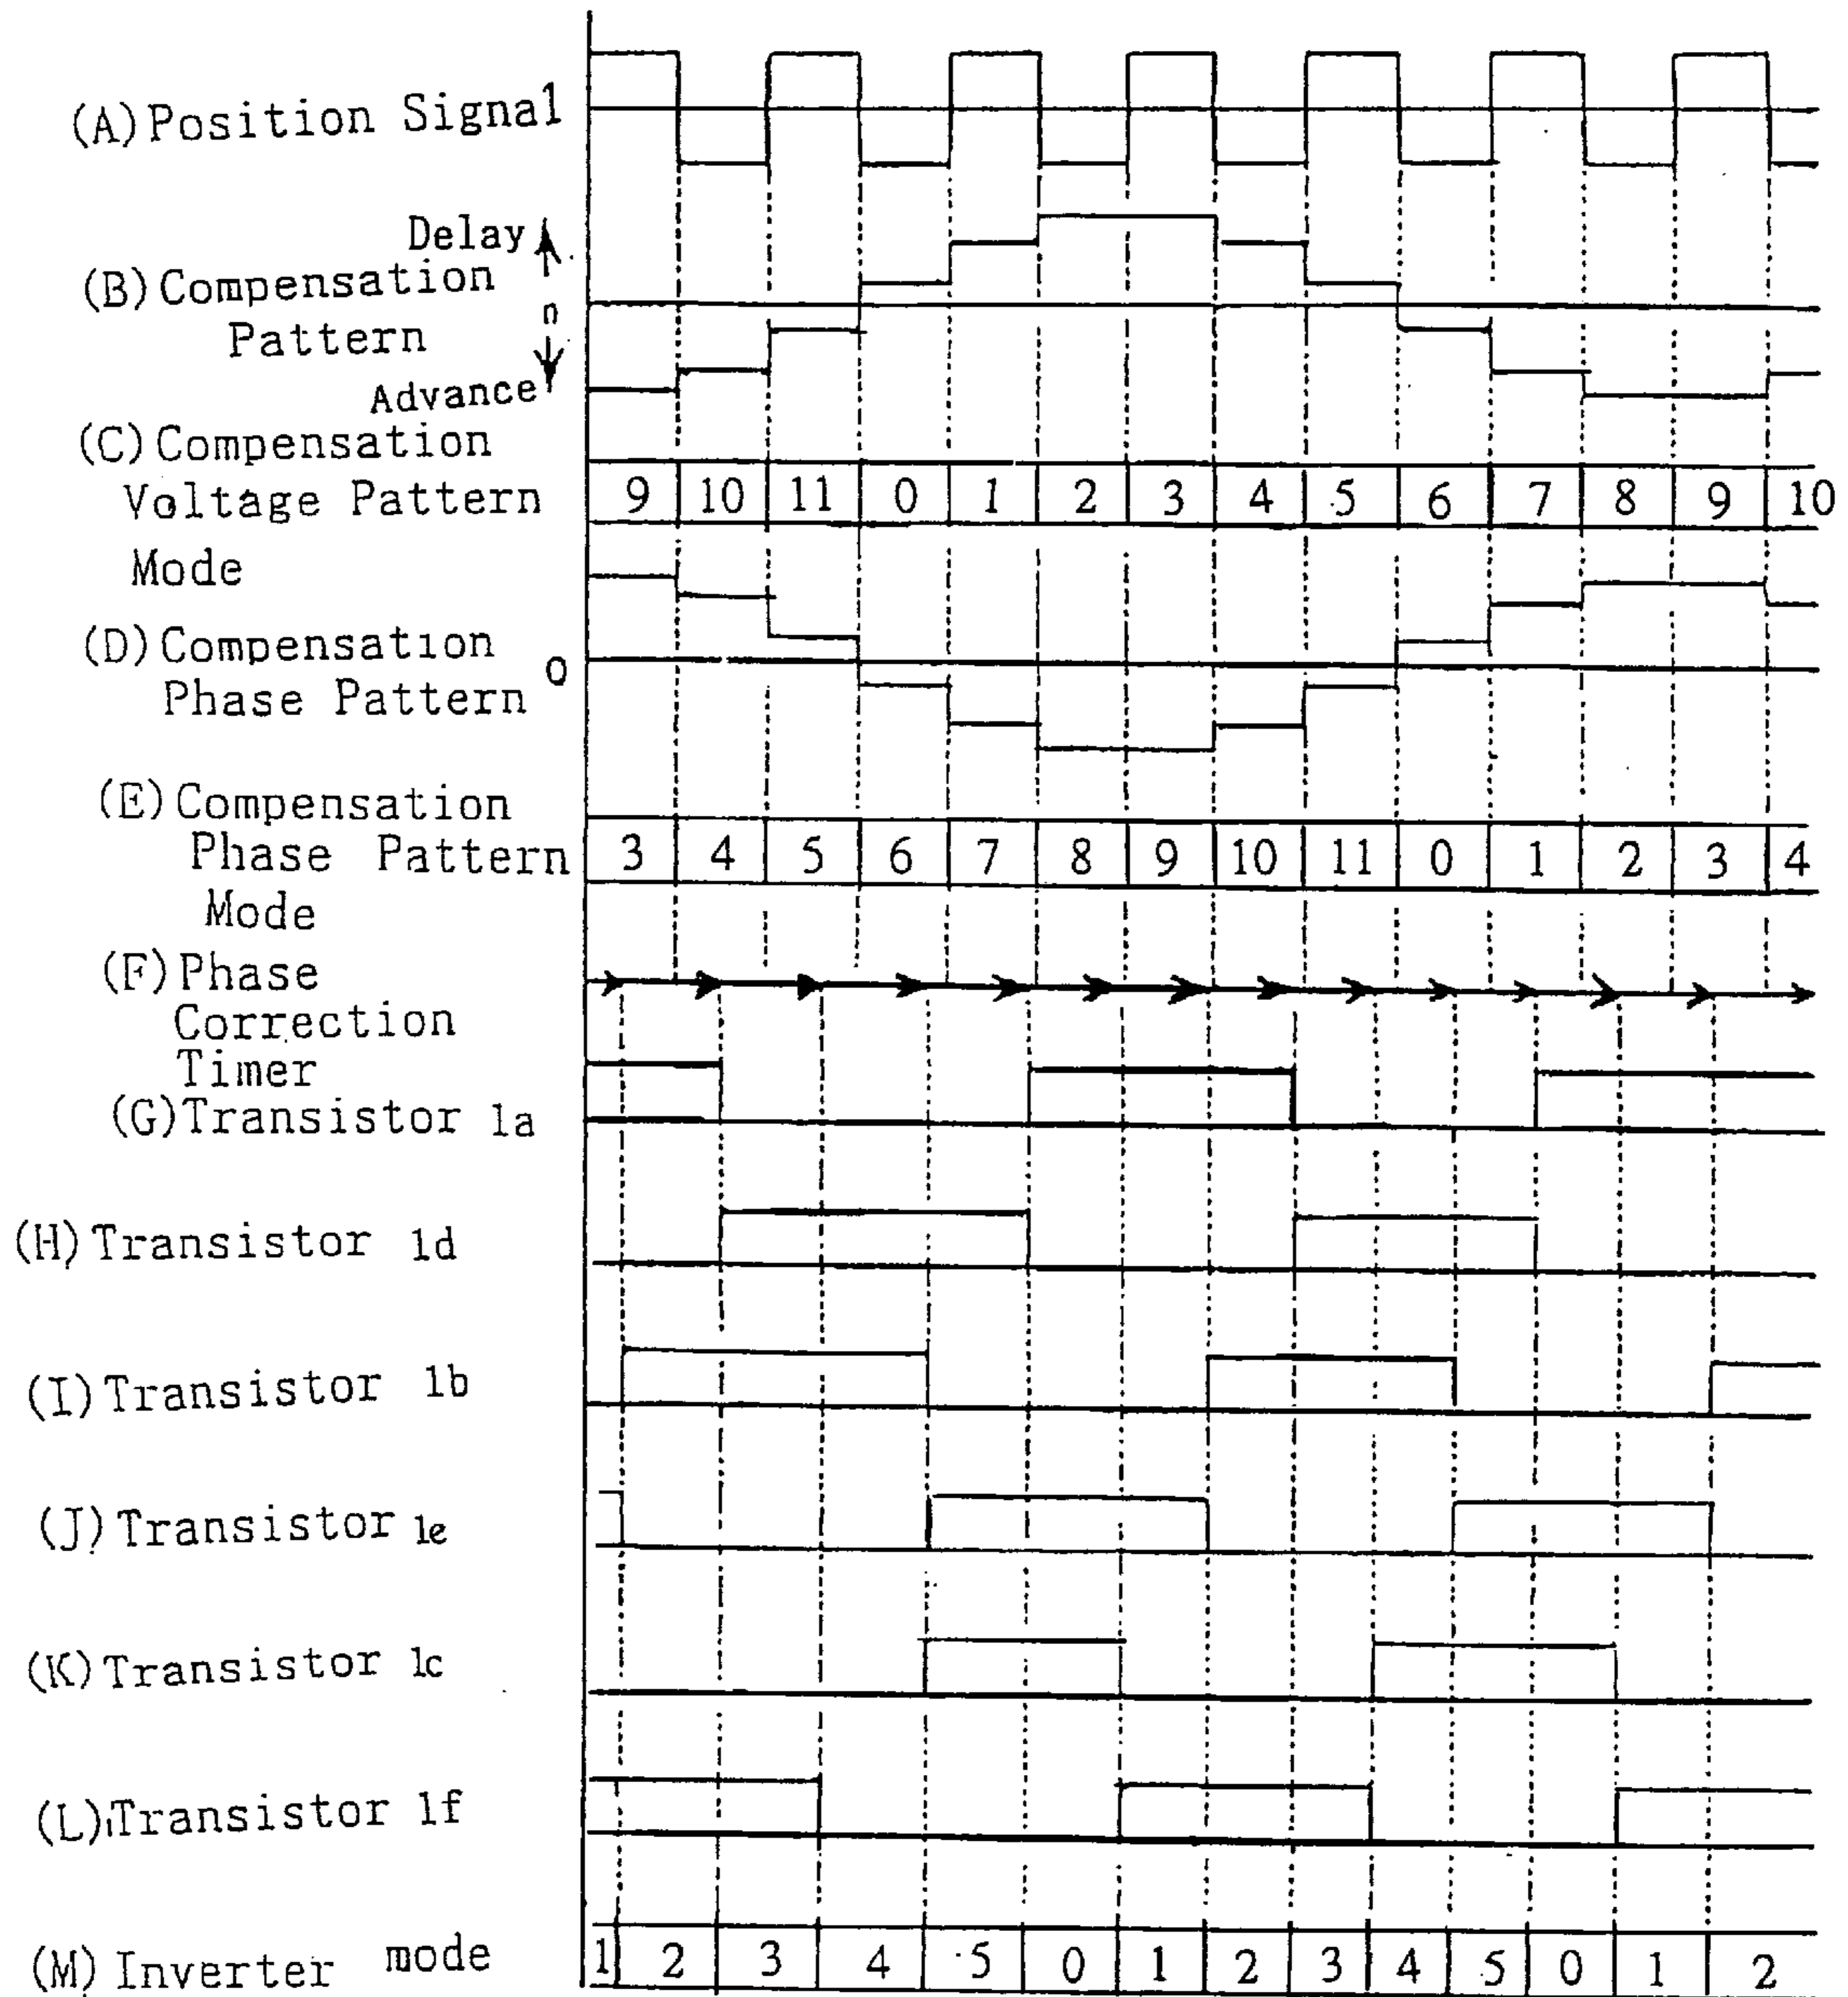 (A) Position Signal
Delay
(B) Compensation
n
Pattern
Advance
(C) Compensation
Voltage Pattern 9 10 11 0 1 2 3 4 5 6 7 8 9 10
Mode
(D) Compensation
0
Phase Pattern
(E) Compensation
Phase Pattern 3 4 5 6 7 8 9 10 11 0 1 2 3 4
Mode
(F) Phase
Correction
Timer
(G) Transistor 1a
(H) Transistor 1d
(I) Transistor 1b
(J) Transistor 1e
(K) Transistor 1c
(L) Transistor 1f
(M) Inverter mode 1 2 3 4 5 0 1 2 3 4 5 0 1 2